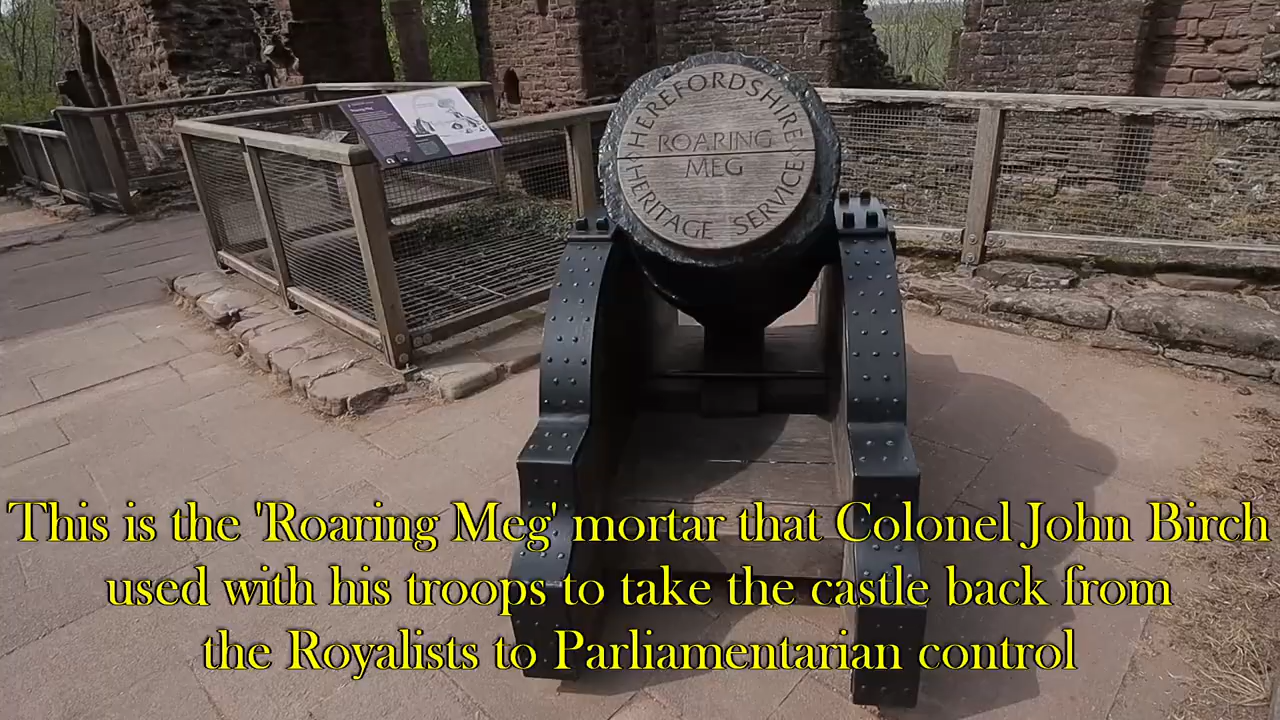 HEREFORDSHIRE
ROARING
MEG
HERITAGE SERVICE
This is the 'Roaring Meg' mortar that Colonel John Birch
used with his troops to take the castle back from
the Royalists to Parliamentarian control